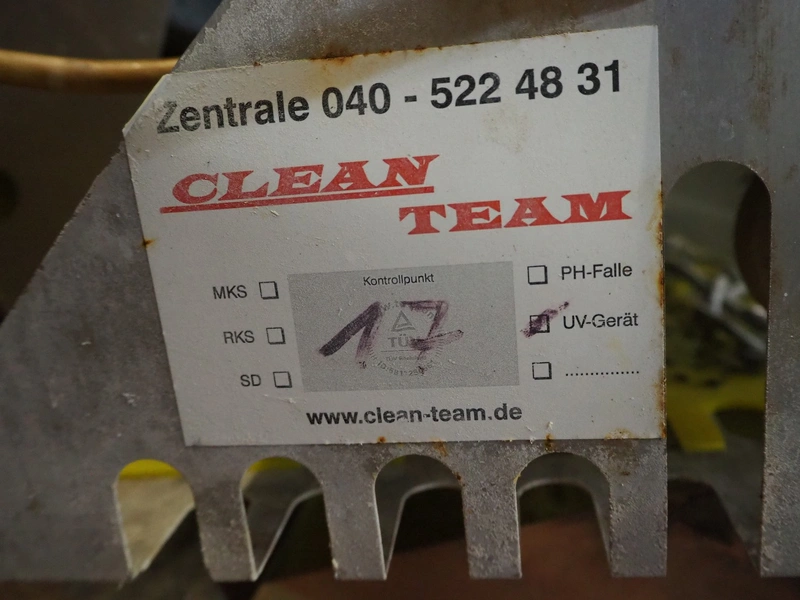 Zentrale 040 - 522 48 31
CLEAN
TEAM
Kontrollpunkt
MKS
RKS
SD
17
TÜV
PH-Falle
UV-Gerät
...............
www.clean-team.de